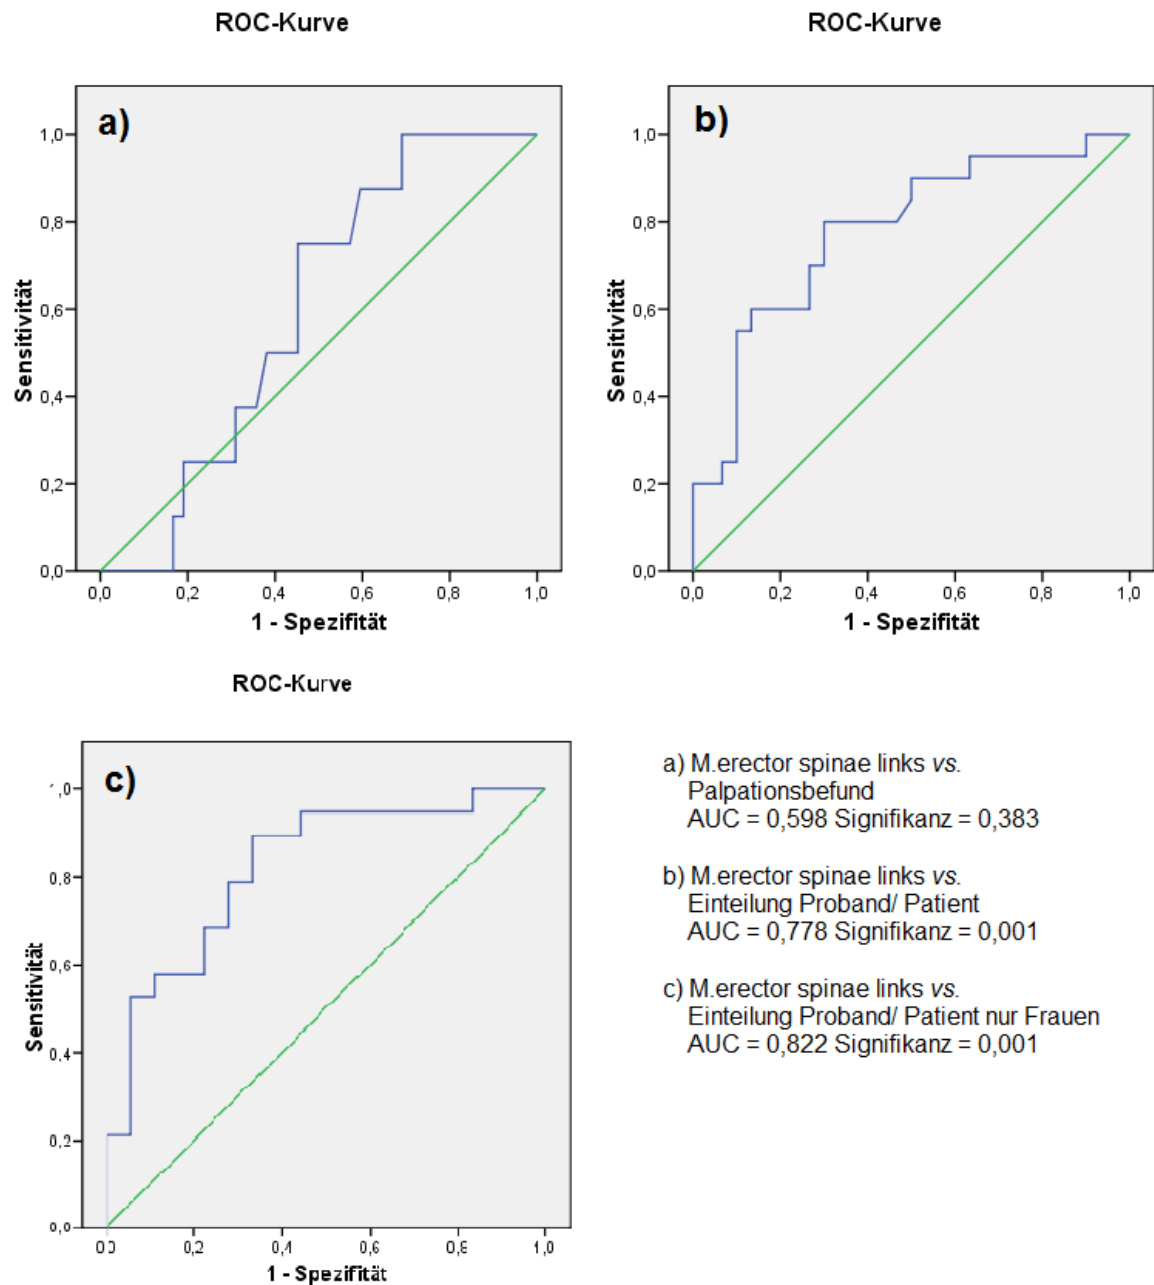 ROC-Kurve
a)
1,0
0,8
0,6
0,4
0,2
0,0
Sensitivität
0,0 0,2 0,4 0,6 0,8 1,0
1 - Spezifität
ROC-Kurve
b)
1,0
0,8
0,6
0,4
0,2
0,0
Sensitivität
0,0 0,2 0,4 0,6 0,8 1,0
1 - Spezifität
ROC-Kurve
c)
1,0
0,8
0,6
0,4
0,2
0,0
Sensitivität
0,0 0,2 0,4 0,6 0,8 1,0
1 - Spezifität
a) M.erector spinae links vs.
Palpationsbefund
AUC = 0,598 Signifikanz = 0,383
b) M.erector spinae links vs.
Einteilung Proband/ Patient
AUC = 0,778 Signifikanz = 0,001
c) M.erector spinae links vs.
Einteilung Proband/ Patient nur Frauen
AUC = 0,822 Signifikanz = 0,001